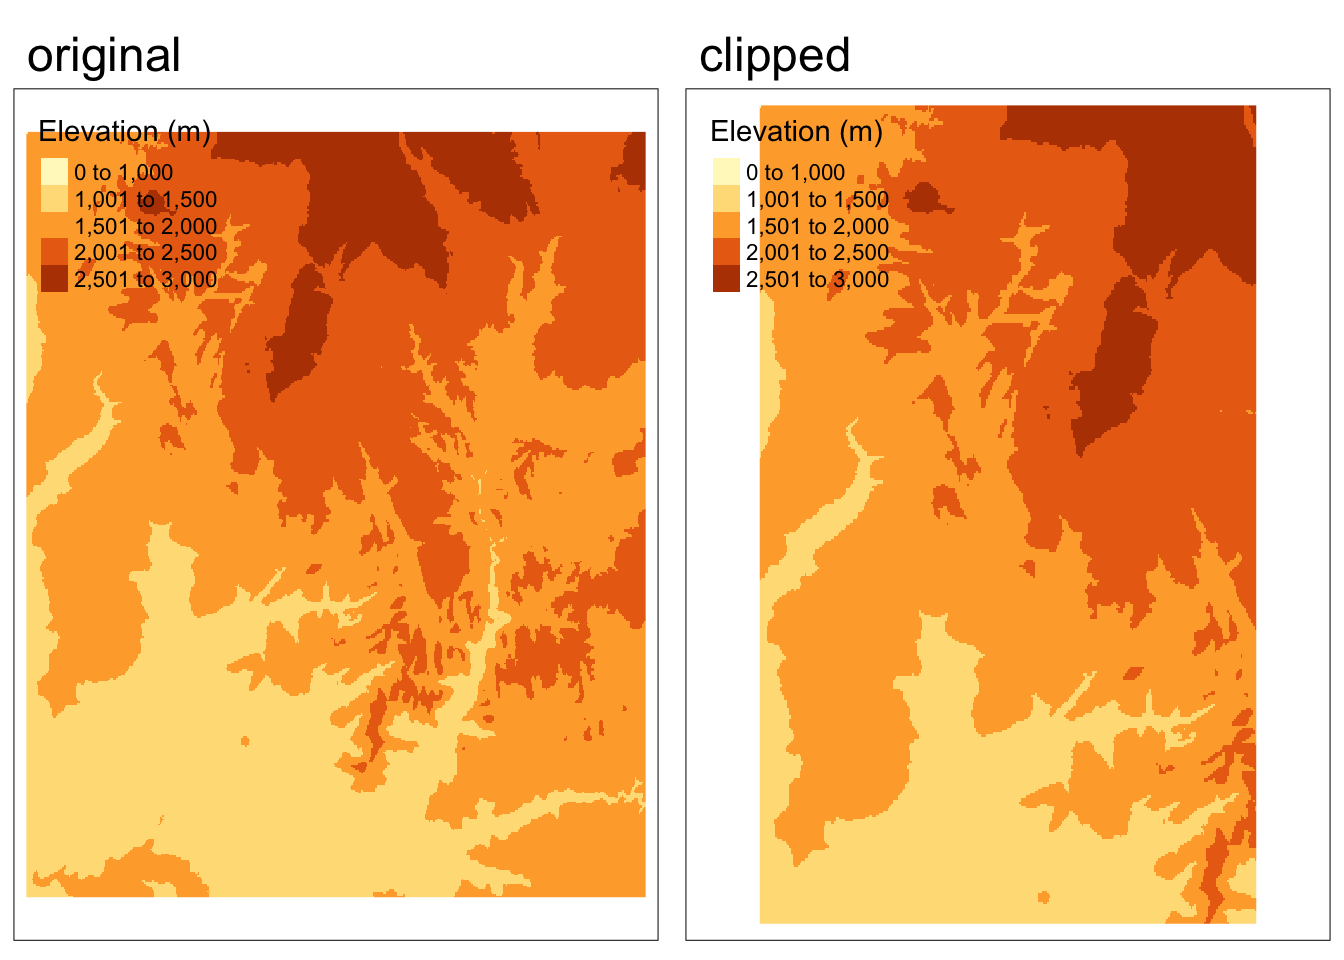 original
Elevation (m)
0 to 1,000
1,001 to 1,500
1,501 to 2,000
2,001 to 2,500
2,501 to 3,000
clipped
Elevation (m)
0 to 1,000
1,001 to 1,500
1,501 to 2,000
2,001 to 2,500
2,501 to 3,000